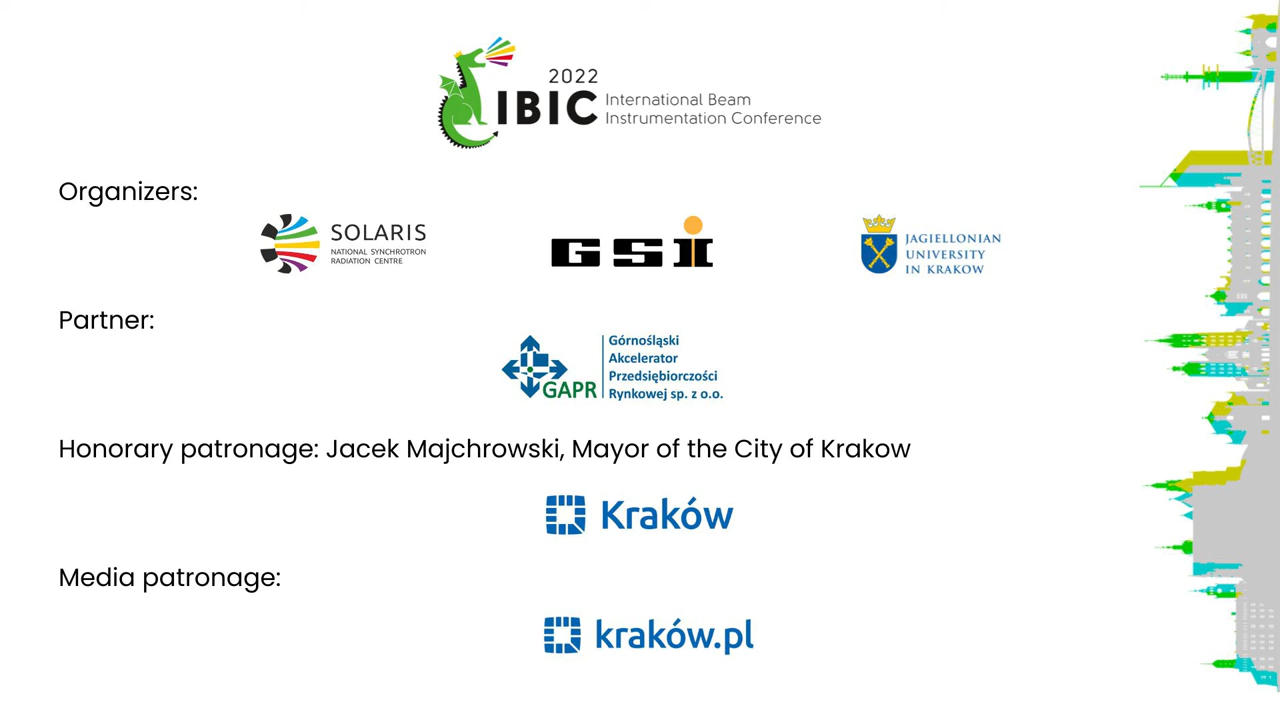 2022
IBIC International Beam
Instrumentation Conference
Organizers:
SOLARIS
NATIONAL SYNCHROTRON
RADIATION CENTRE
GSI
JAGIELLONIAN
UNIVERSITY
IN KRAKOW
Partner:
GAPR
Górnośląski
Akcelerator
Przedsiębiorczości
Rynkowej sp. z o.o.
Honorary patronage: Jacek Majchrowski, Mayor of the City of Krakow
Kraków
Media patronage:
kraków.pl